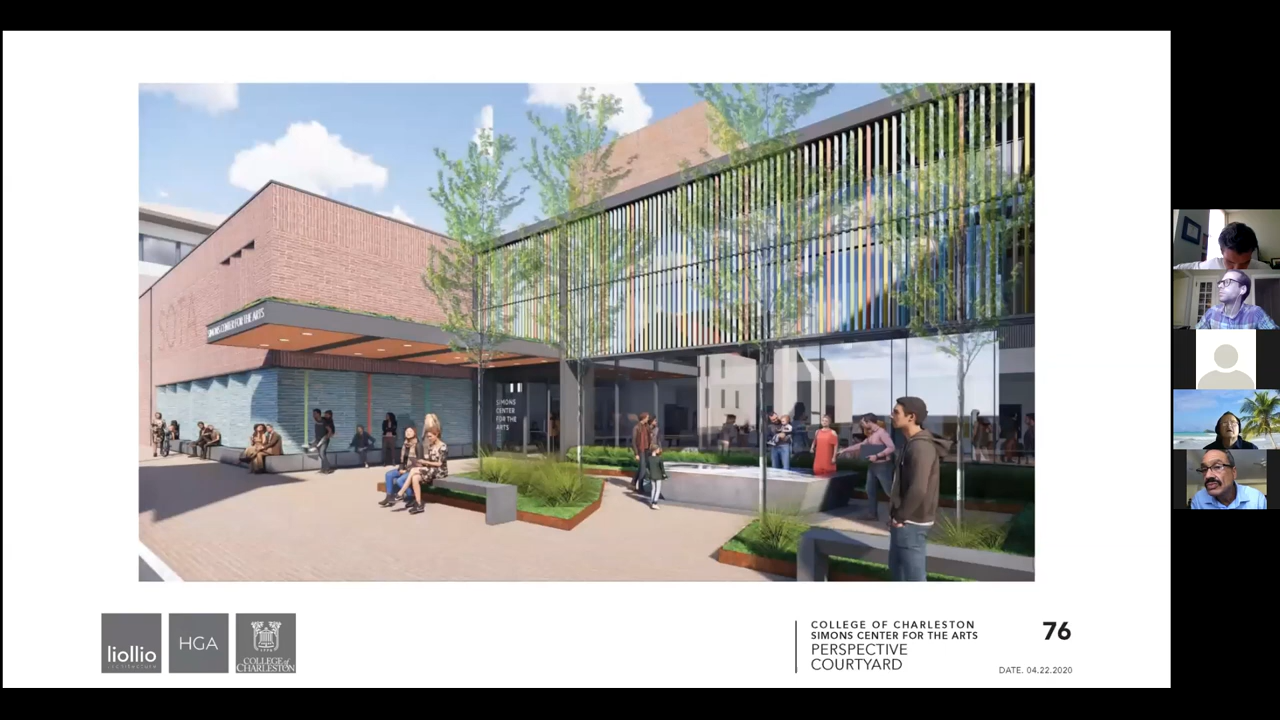 SIMONS CENTER FOR THE ARTS
SIMONS
CENTER
FOR THE
ARTS
liollio
architecture
HGA
COLLEGE of
CHARLESTON
COLLEGE OF CHARLESTON
SIMONS CENTER FOR THE ARTS
PERSPECTIVE
COURTYARD
76
DATE. 04.22.2020